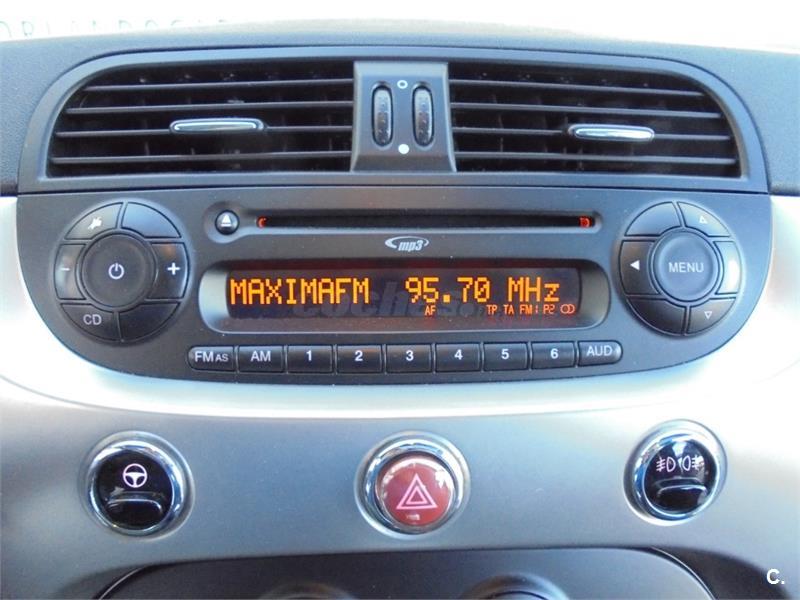 mp3
MAXIMAFM 95.70 MHz
AF TP TA FM1 P2
- +
CD
MENU
FM AS AM 1 2 3 4 5 6 AUD
coches
C.